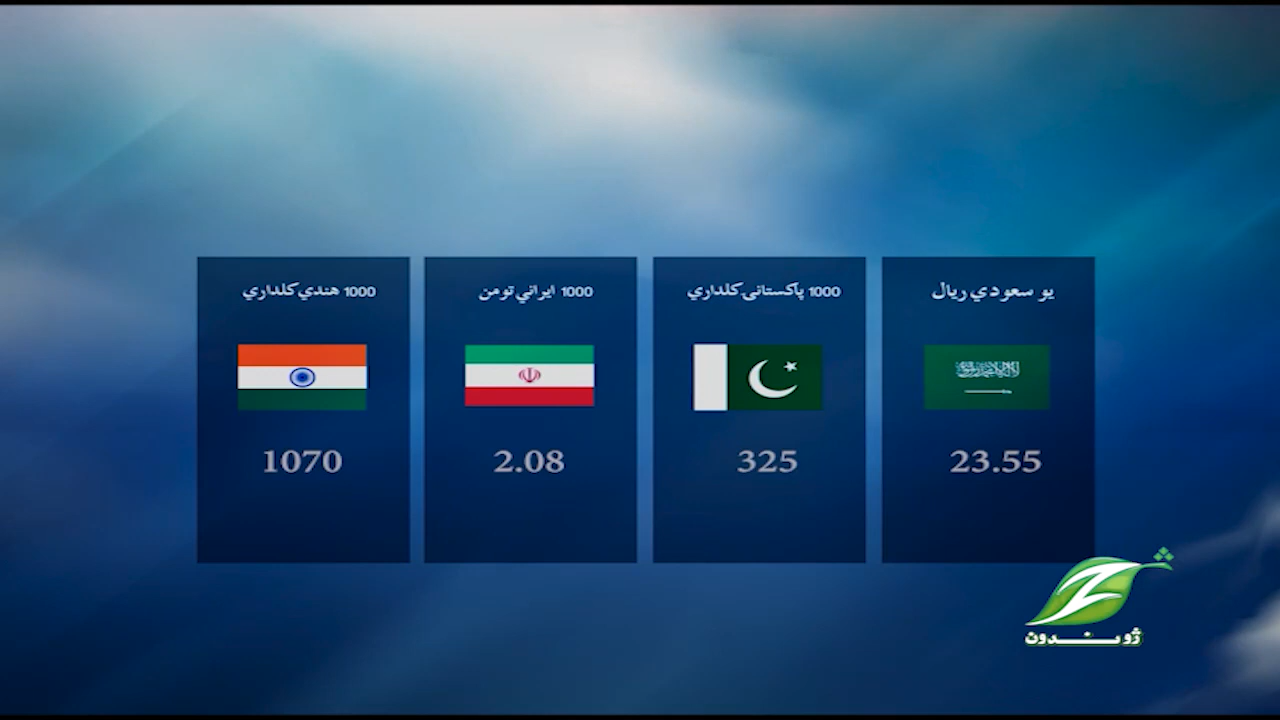 يو سعودي ريال
1000 پاکستانی کلداري
1000 ايراني تومن
1000 هندي کلداري
23.55
325
2.08
1070
ژوندون